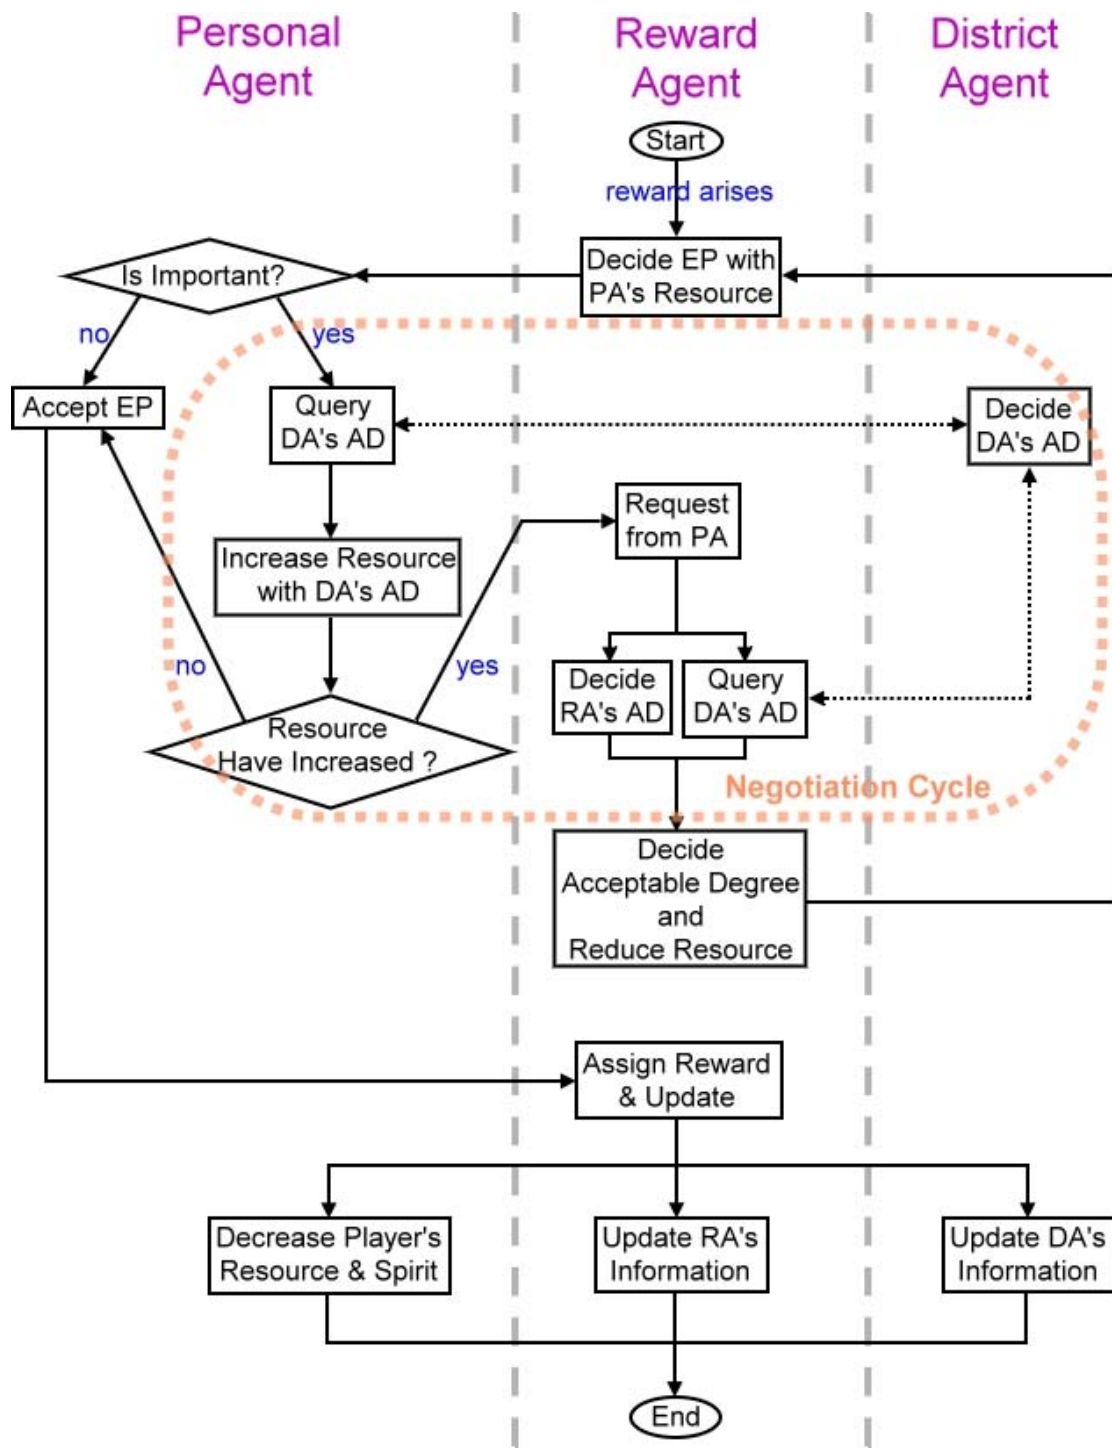 Personal
Agent
Reward
Agent
District
Agent
Start
reward arises
Decide EP with
PA's Resource
Is Important?
no
yes
Accept EP
Query
DA's AD
Decide
DA's AD
Request
from PA
Increase Resource
with DA's AD
no
yes
Decide
RA's AD
Query
DA's AD
Resource
Have Increased ?
Negotiation Cycle
Decide
Acceptable Degree
and
Reduce Resource
Assign Reward
& Update
Decrease Player's
Resource & Spirit
Update RA's
Information
Update DA's
Information
End